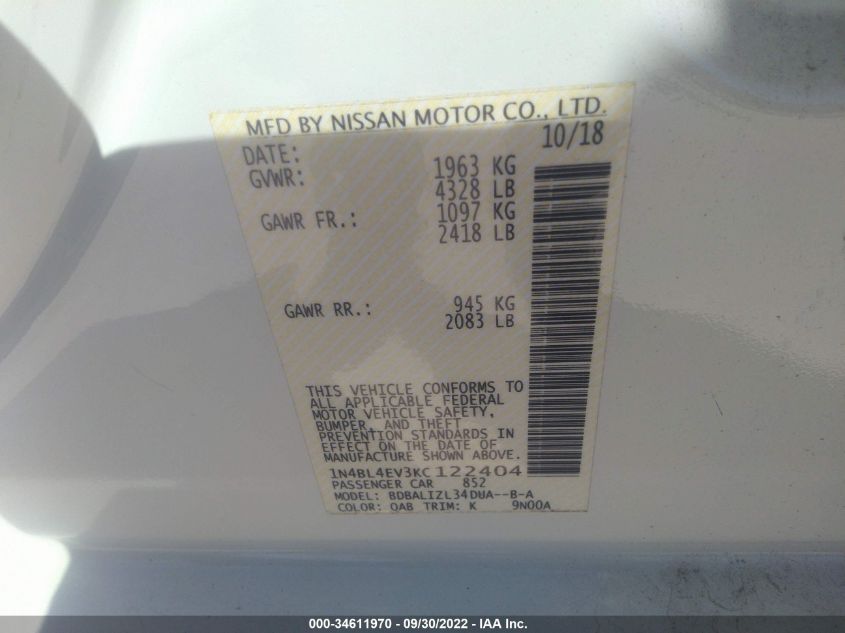 MFD BY NISSAN MOTOR CO., LTD.
DATE: 10/18
GVWR: 1963 KG
4328 LB
GAWR FR.: 1097 KG
2418 LB
GAWR RR.: 945 KG
2083 LB
THIS VEHICLE CONFORMS TO
ALL APPLICABLE FEDERAL
MOTOR VEHICLE SAFETY,
BUMPER, AND THEFT
PREVENTION STANDARDS IN
EFFECT ON THE DATE OF
MANUFACTURE SHOWN ABOVE.
1N4BL4EV3KC122404
PASSENGER CAR 852
MODEL: BDBALIZL34DUA--B-A
COLOR: QAB TRIM: K 9N00A
000-34611970 - 09/30/2022 - IAA Inc.